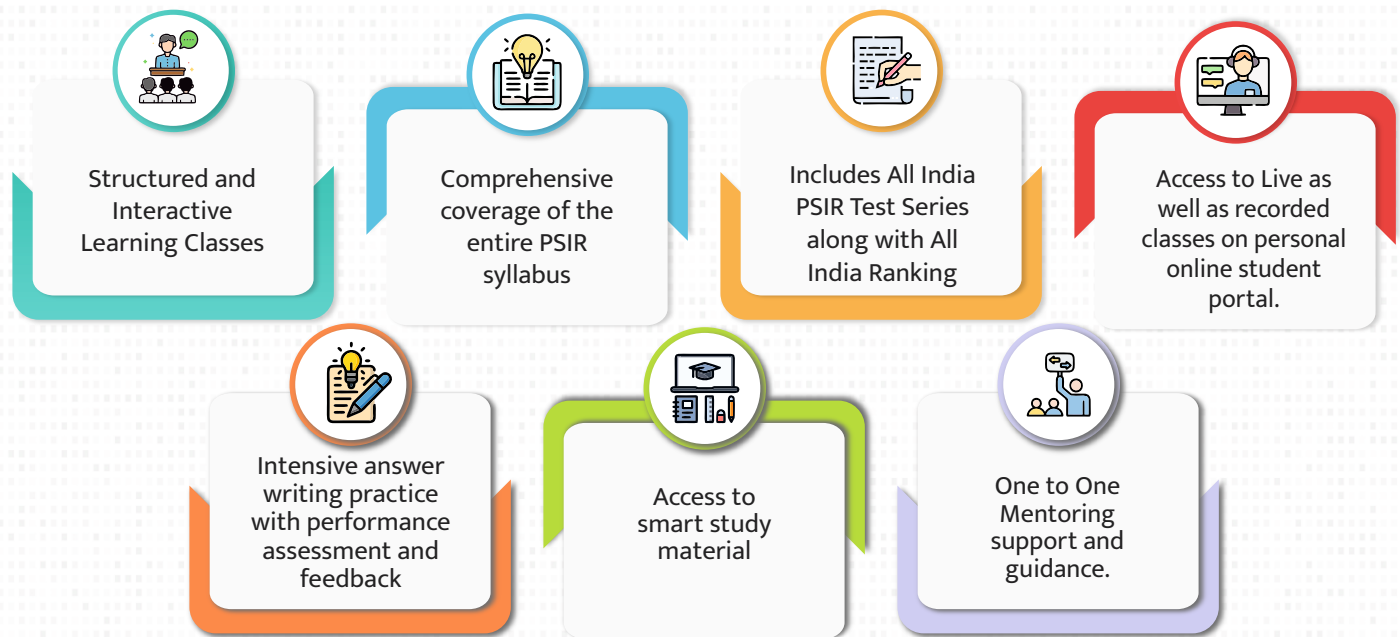 Structured and
Interactive
Learning Classes
Comprehensive
coverage of the
entire PSIR
syllabus
Includes All India
PSIR Test Series
along with All
India Ranking
Access to Live as
well as recorded
classes on personal
online student
portal.
Intensive answer
writing practice
with performance
assessment and
feedback
Access to
smart study
material
One to One
Mentoring
support and
guidance.